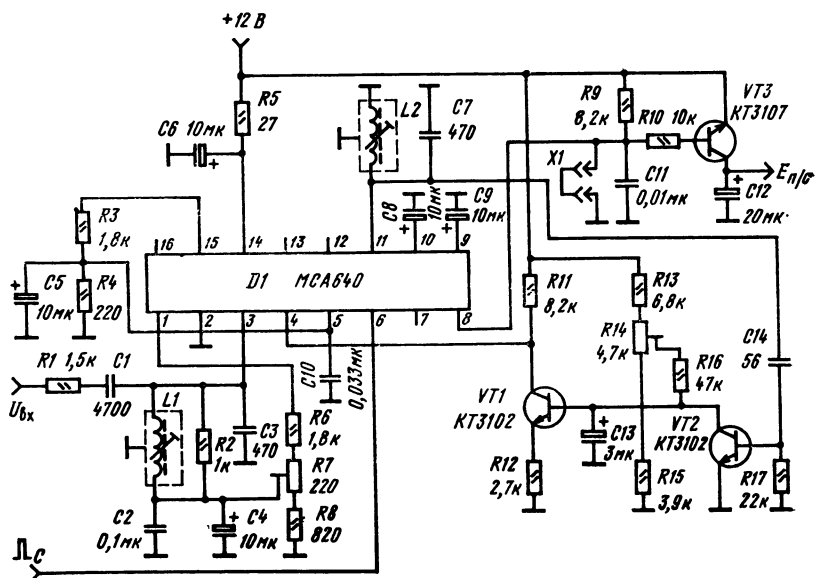 +12 В
R5
27
C6 10мк
+
L2
C7
470
R9
8,2к
R10 10к
VT3
КТ3107
X1
C11
0,01мк
Eп/с
+
C12
20мк
R3
1,8к
C8
10мк
+
C9
10мк
+
16 15 14 13 12 11 10 9
D1 МСА640
1 2 3 4 5 6 7 8
+
C5
10мк
R4
220
R11
8,2к
R13
6,8к
R14
4,7к
R16
47к
C14
56
R1 1,5к
C1
4700
Uвх
L1
R2
1к
C3
470
C10
0,033мк
R6
1,8к
R7
220
R8
820
C2
0,1мк
+
C4
10мк
VT1
КТ3102
R12
2,7к
+
C13
3мк
VT2
КТ3102
R15
3,9к
R17
22к
С